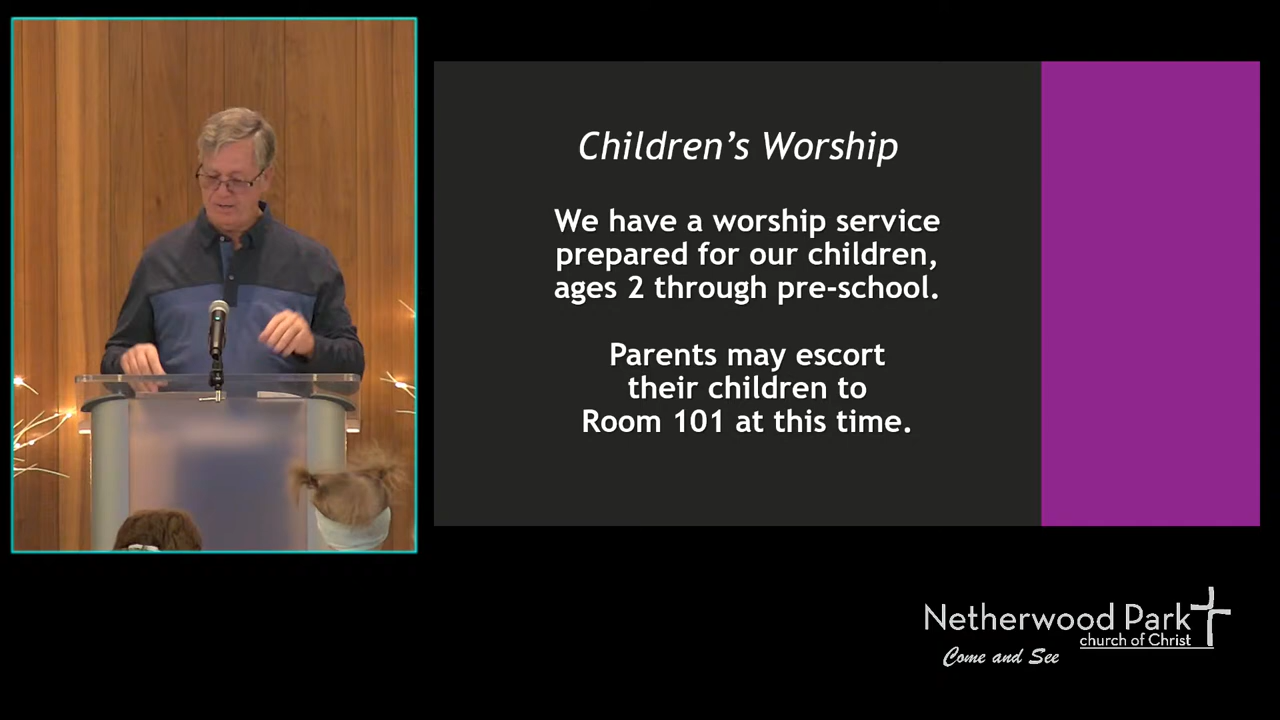 Children's Worship
We have a worship service
prepared for our children,
ages 2 through pre-school.
Parents may escort
their children to
Room 101 at this time.
Netherwood Park
church of Christ
Come and See